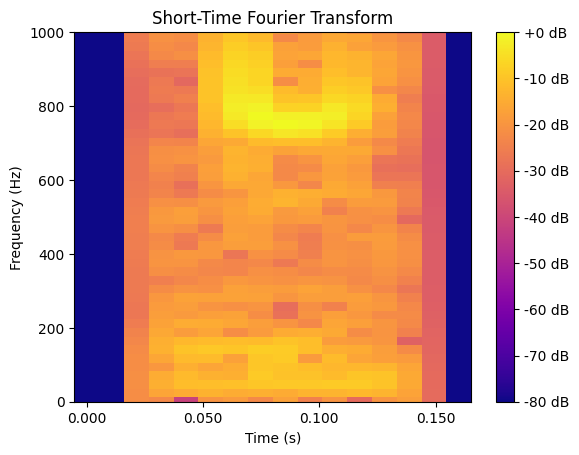 Short-Time Fourier Transform
1000
800
600
400
200
0
Frequency (Hz)
0.000
0.050
0.100
0.150
Time (s)
+0 dB
-10 dB
-20 dB
-30 dB
-40 dB
-50 dB
-60 dB
-70 dB
-80 dB